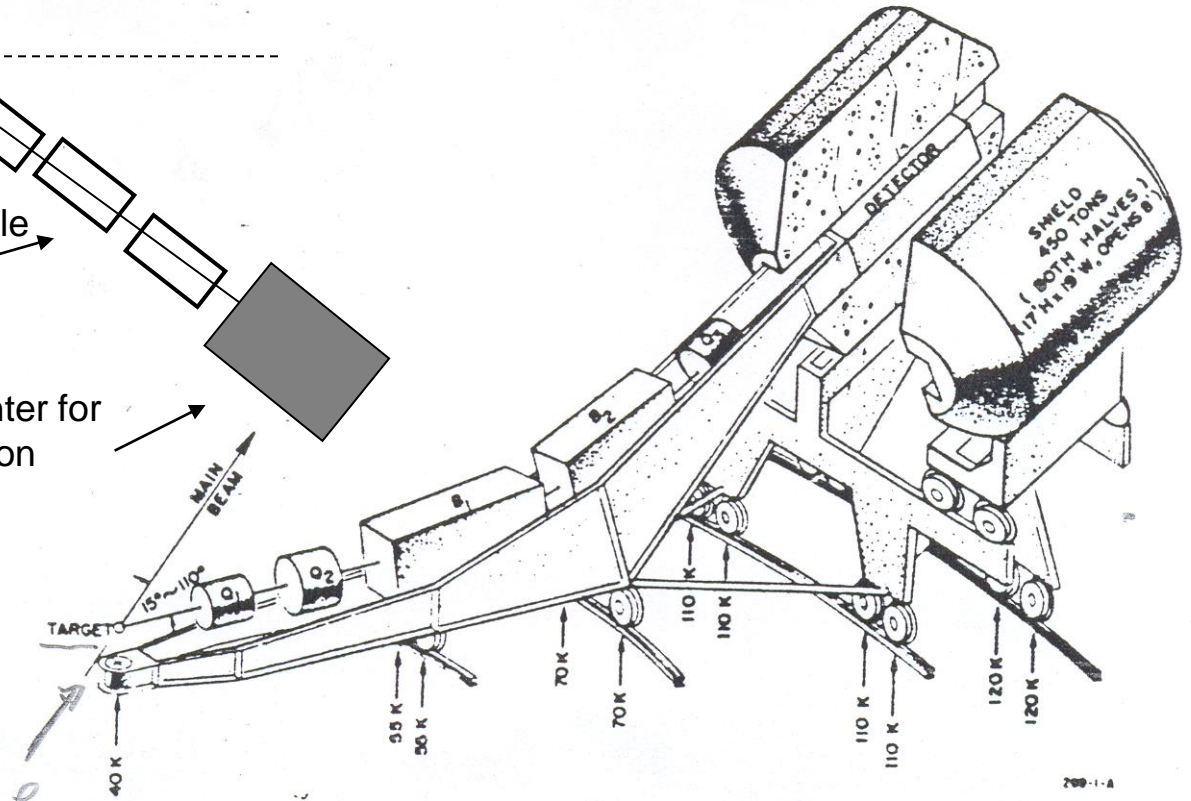 le
nter for
on
MAIN
BEAM
15°~110°
TARGET
Q1
Q2
B1
B2
Q3
DETECTOR
SHIELD
450 TONS
( BOTH HALVES )
(17'H x 19'W, OPENS 8')
40 K
55 K
70 K
70 K
110 K
110 K
110 K
110 K
120 K
120 K